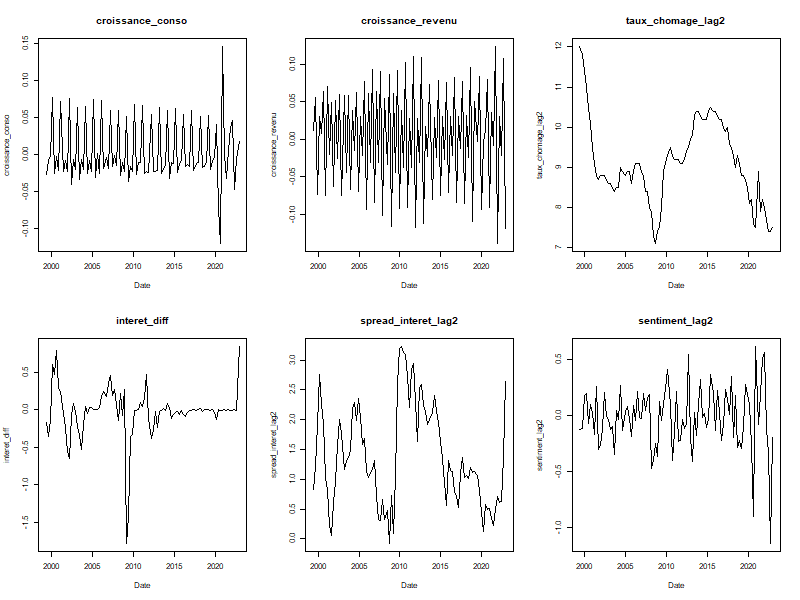 croissance_conso
croissance_conso
0.15
0.10
0.05
0.00
-0.05
-0.10
2000 2005 2010 2015 2020
Date
croissance_revenu
croissance_revenu
0.10
0.05
0.00
-0.05
-0.10
2000 2005 2010 2015 2020
Date
taux_chomage_lag2
taux_chomage_lag2
12
11
10
9
8
7
2000 2005 2010 2015 2020
Date
interet_diff
interet_diff
0.5
0.0
-0.5
-1.0
-1.5
2000 2005 2010 2015 2020
Date
spread_interet_lag2
spread_interet_lag2
3.0
2.5
2.0
1.5
1.0
0.5
0.0
2000 2005 2010 2015 2020
Date
sentiment_lag2
sentiment_lag2
0.5
0.0
-0.5
-1.0
2000 2005 2010 2015 2020
Date